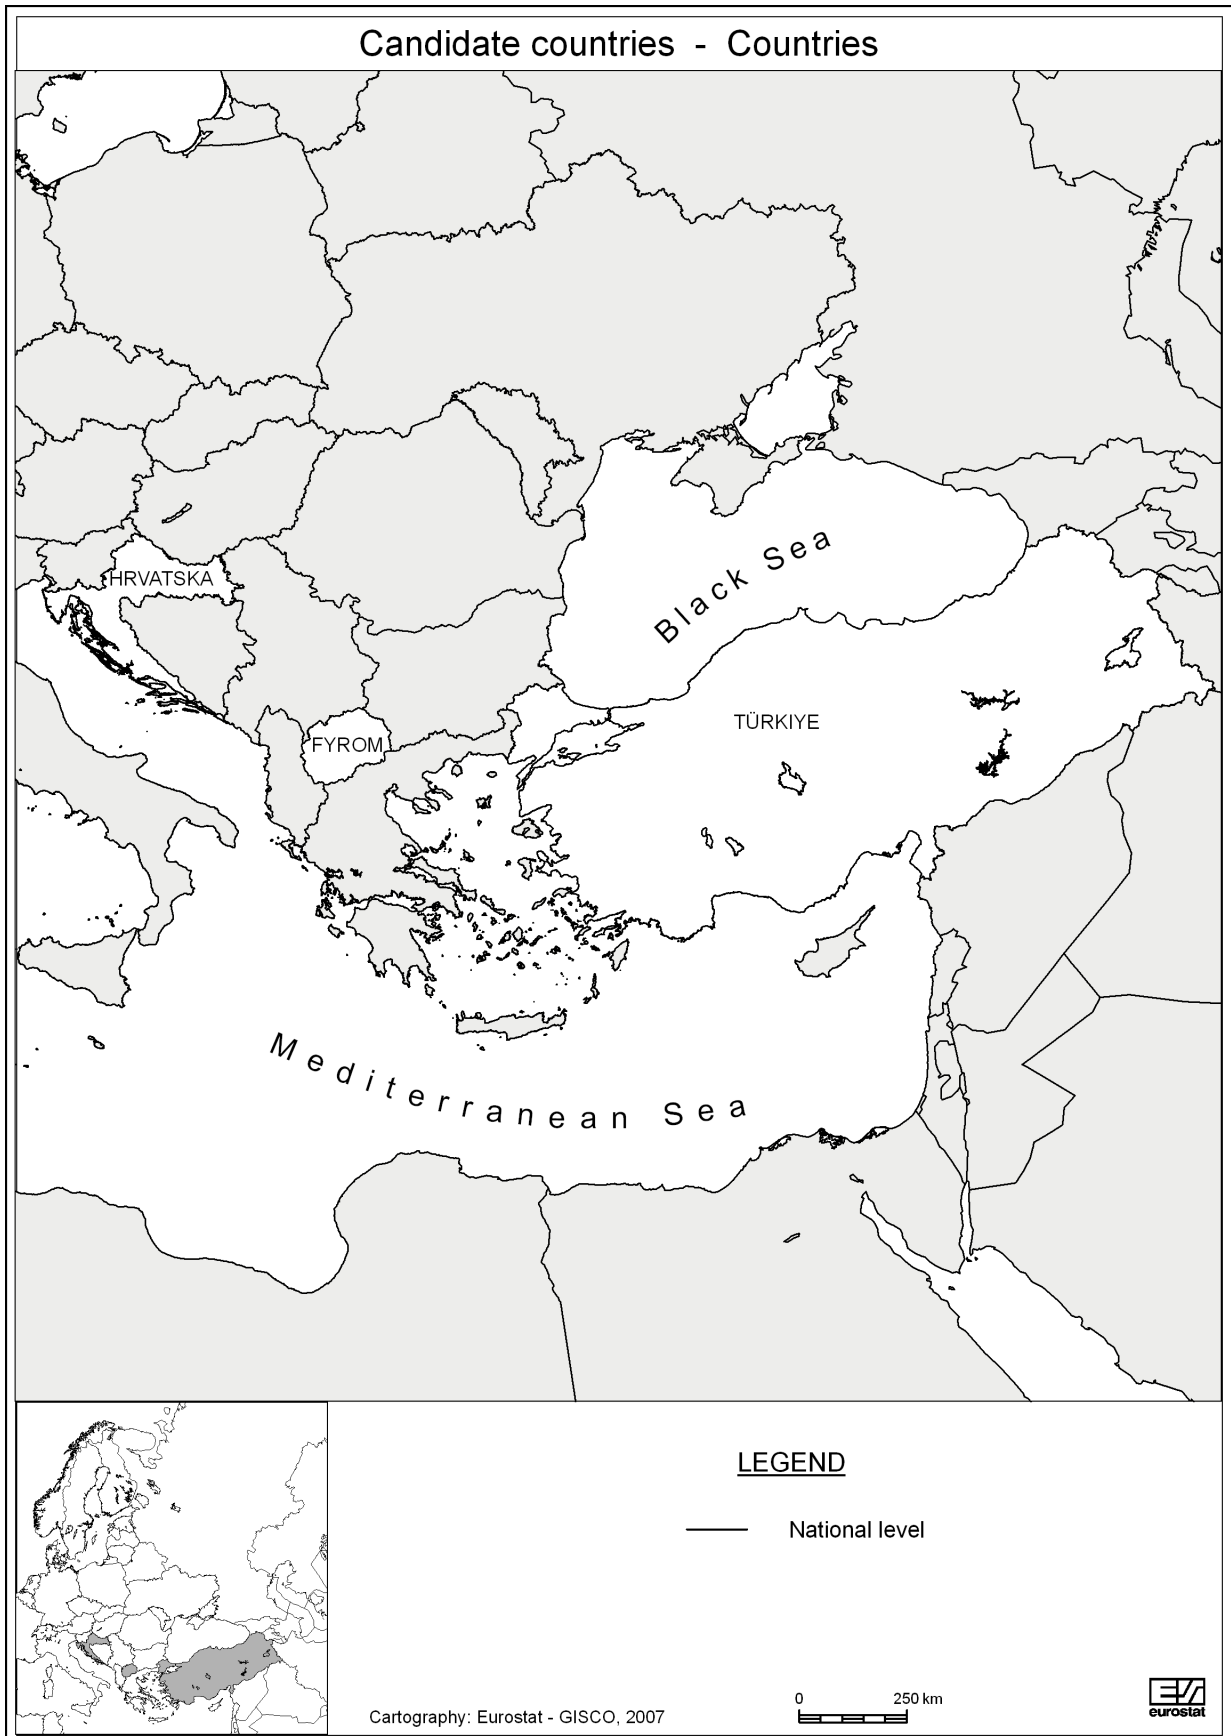 Candidate countries - Countries
Black Sea
HRVATSKA
TÜRKIYE
FYROM
Mediterranean Sea
LEGEND
National level
0 250 km
Cartography: Eurostat - GISCO, 2007
eurostat